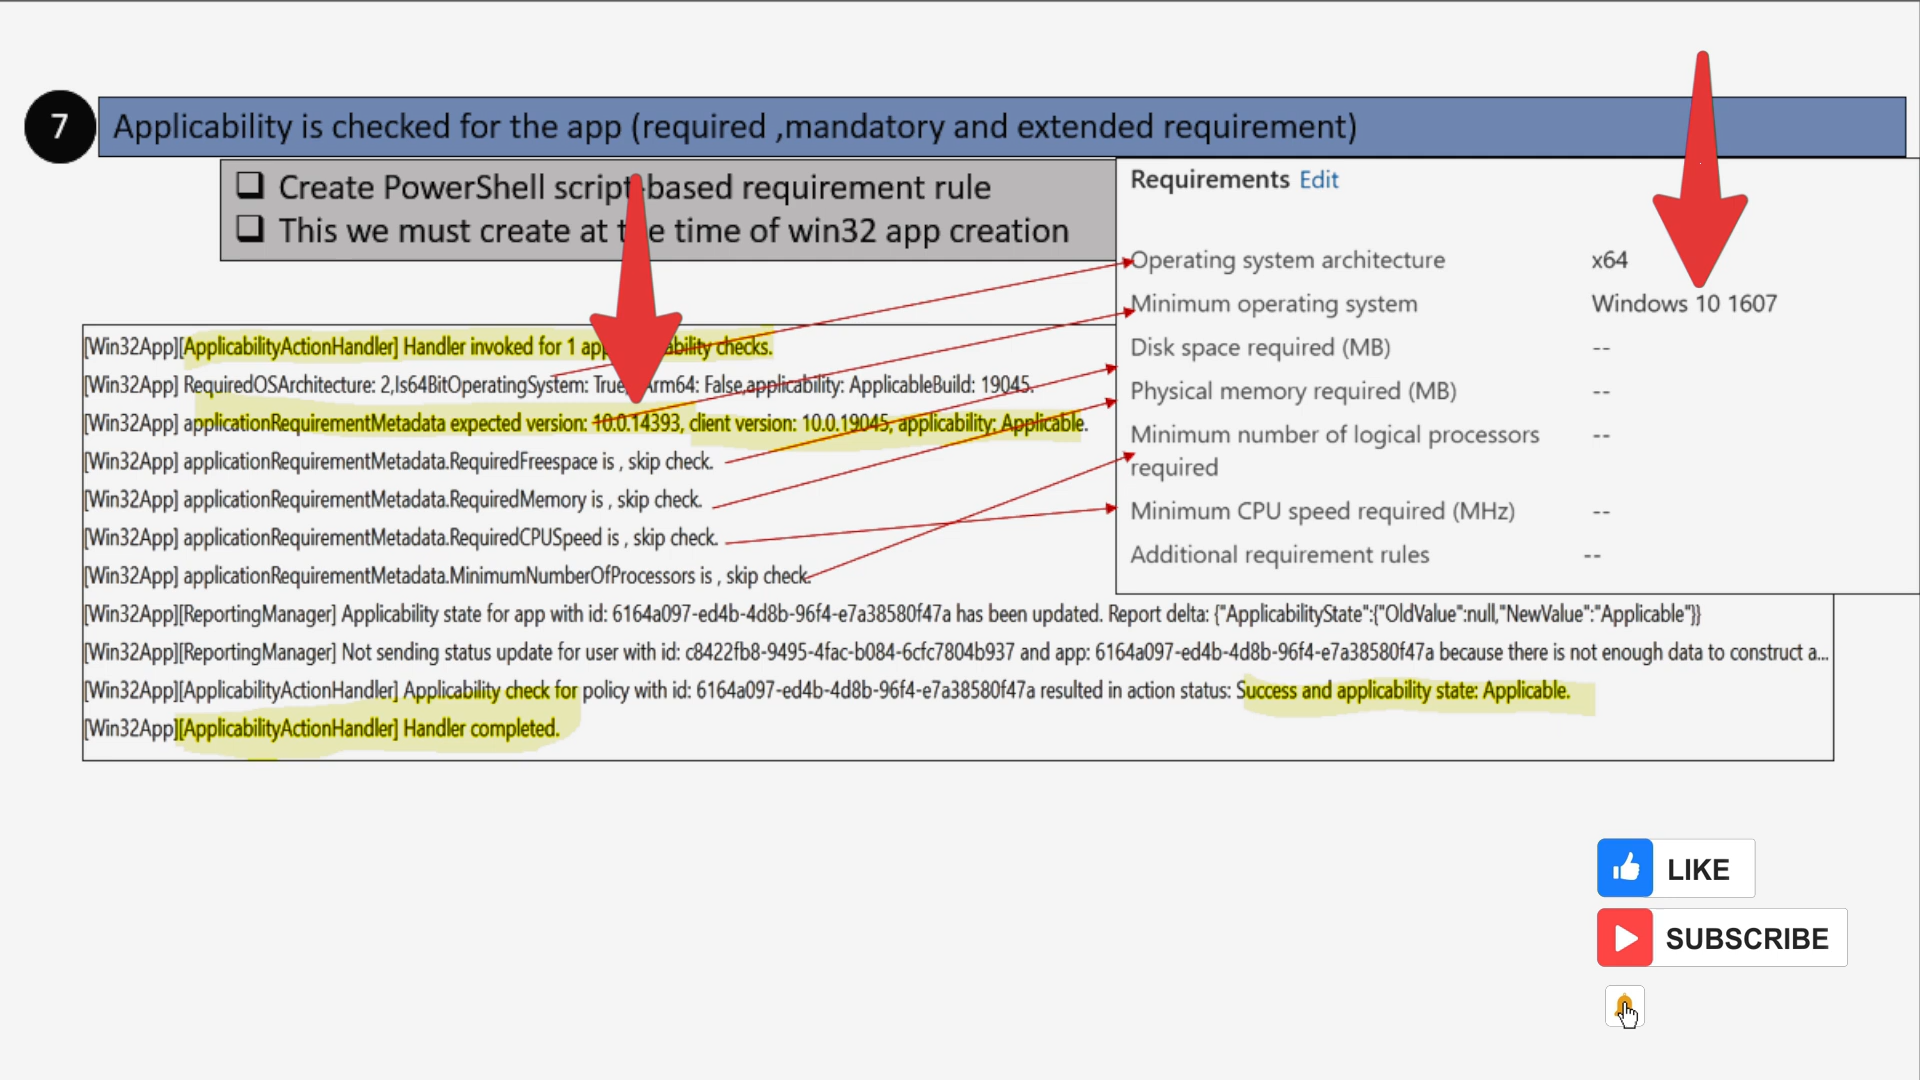 7
Applicability is checked for the app (required ,mandatory and extended requirement)
❑ Create PowerShell script-based requirement rule
❑ This we must create at the time of win32 app creation
Requirements Edit
Operating system architecture x64
Minimum operating system Windows 10 1607
Disk space required (MB) --
Physical memory required (MB) --
Minimum number of logical processors --
required
Minimum CPU speed required (MHz) --
Additional requirement rules --
[Win32App][ApplicabilityActionHandler] Handler invoked for 1 checks.
[Win32App] RequiredOSArchitecture: 2,Is64BitOperatingSystem: True, Arm64: False,applicability: ApplicableBuild: 19045.
[Win32App] applicationRequirementMetadata expected version: 10.0.14393, client version: 10.0.19045, applicability: Applicable.
[Win32App] applicationRequirementMetadata.RequiredFreespace is , skip check.
[Win32App] applicationRequirementMetadata.RequiredMemory is , skip check.
[Win32App] applicationRequirementMetadata.RequiredCPUSpeed is , skip check.
[Win32App] applicationRequirementMetadata.MinimumNumberOfProcessors is , skip check.
[Win32App][ReportingManager] Applicability state for app with id: 6164a097-ed4b-4d8b-96f4-e7a38580f47a has been updated. Report delta: {"ApplicabilityState":{"OldValue":null,"NewValue":"Applicable"}}
[Win32App][ReportingManager] Not sending status update for user with id: c8422fb8-9495-4fac-b084-6cfc7804b937 and app: 6164a097-ed4b-4d8b-96f4-e7a38580f47a because there is not enough data to construct a...
[Win32App][ApplicabilityActionHandler] Applicability check for policy with id: 6164a097-ed4b-4d8b-96f4-e7a38580f47a resulted in action status: Success and applicability state: Applicable.
[Win32App][ApplicabilityActionHandler] Handler completed.
LIKE
SUBSCRIBE